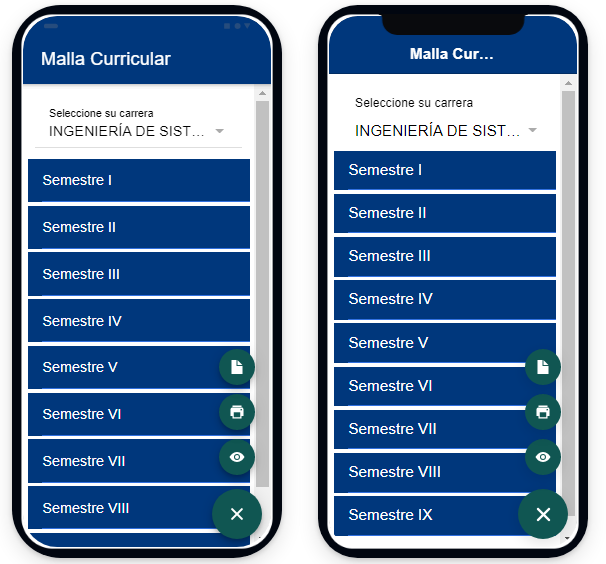 Malla Curricular
Seleccione su carrera
INGENIERÍA DE SIST...
Semestre I
Semestre II
Semestre III
Semestre IV
Semestre V
Semestre VI
Semestre VII
Semestre VIII
Malla Cur...
Seleccione su carrera
INGENIERÍA DE SIST...
Semestre I
Semestre II
Semestre III
Semestre IV
Semestre V
Semestre VI
Semestre VII
Semestre VIII
Semestre IX